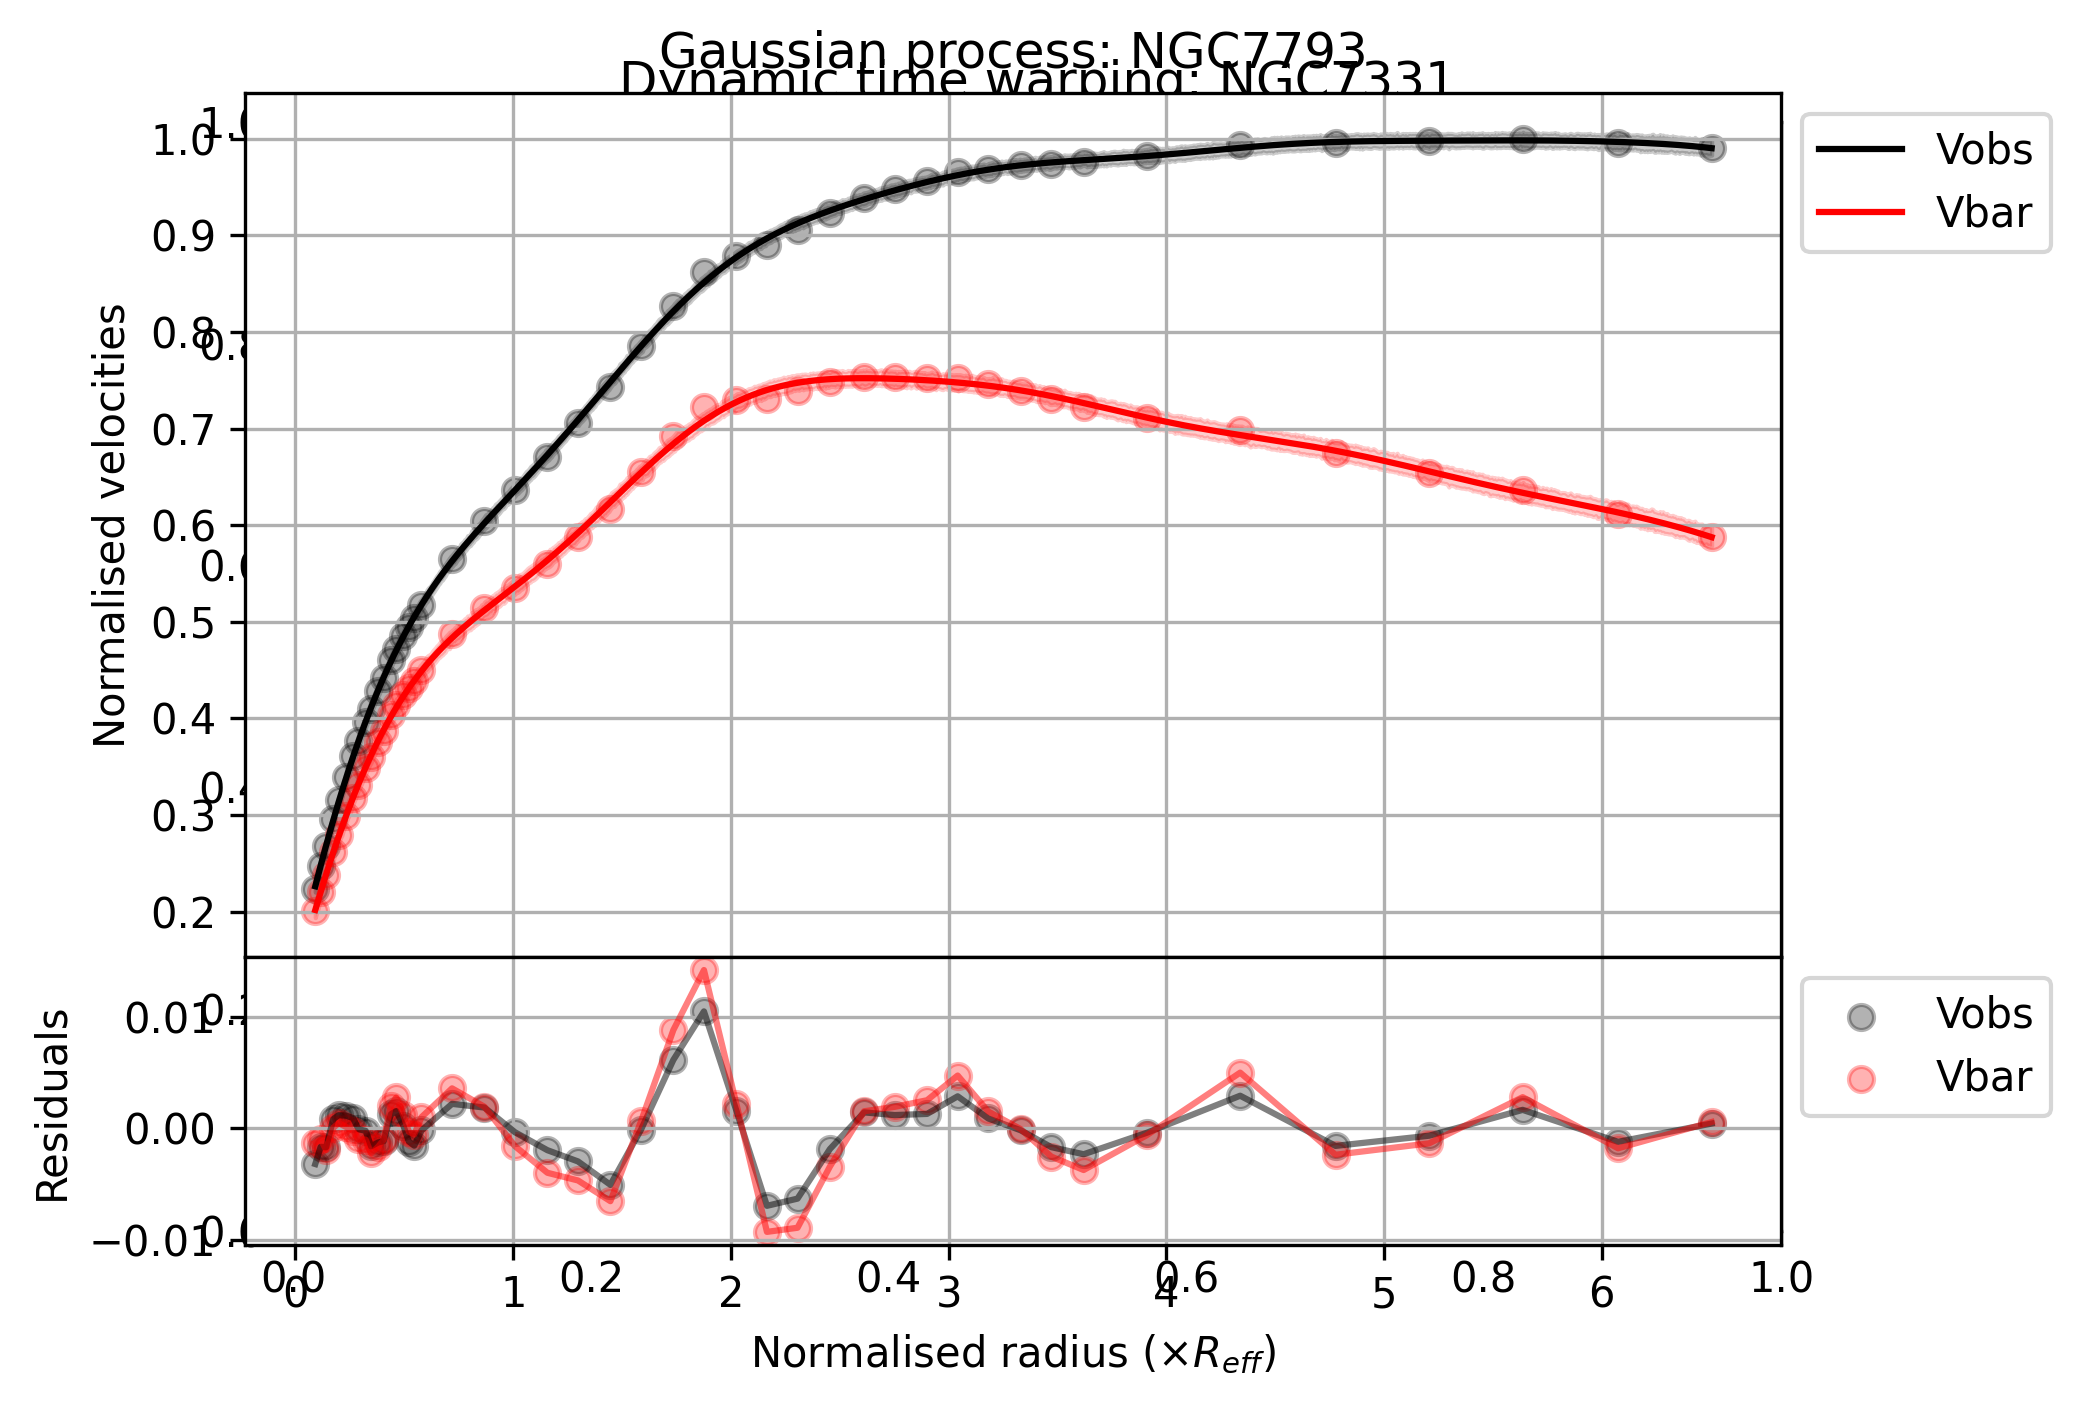 Gaussian process: NGC7793
Dynamic time warping: NGC7331
1.0
0.9
0.8
0.7
0.6
0.5
0.4
0.3
0.2
Normalised velocities
Vobs
Vbar
0.01
0.00
−0.01
Residuals
Vobs
Vbar
0.0 0.2 0.4 0.6 0.8 1.0
0 1 2 3 4 5 6
Normalised radius (×R_eff)